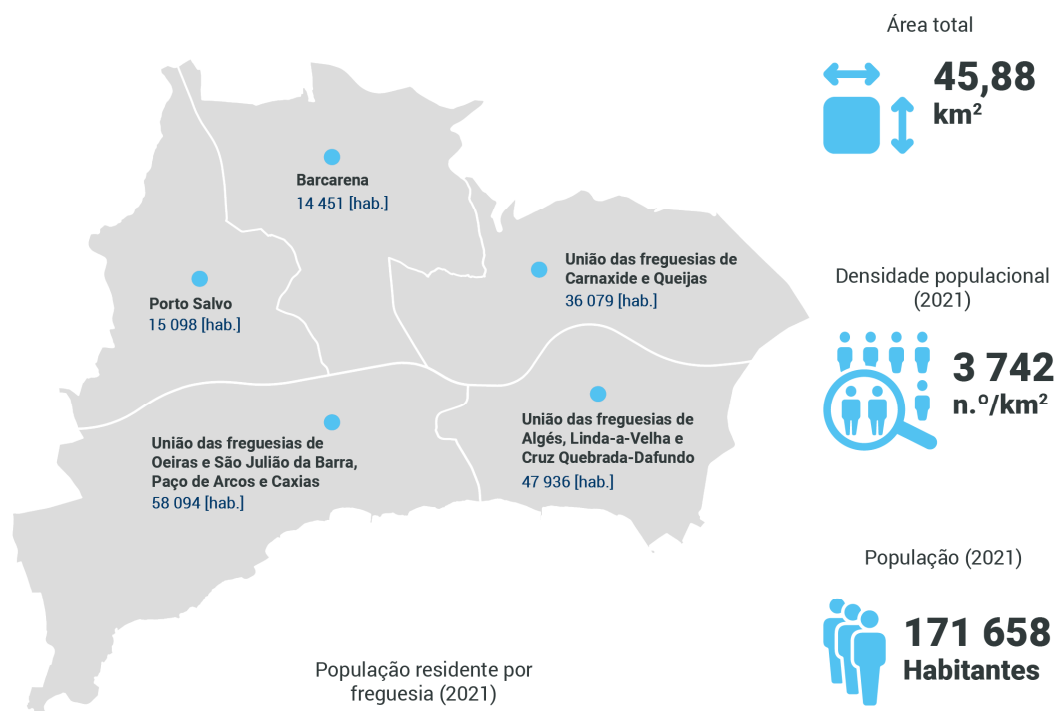 Área total
45,88
km²
Barcarena
14 451 [hab.]
União das freguesias de
Carnaxide e Queijas
36 079 [hab.]
Porto Salvo
15 098 [hab.]
Densidade populacional
(2021)
3 742
n.º/km²
União das freguesias de
Algés, Linda-a-Velha e
Cruz Quebrada-Dafundo
47 936 [hab.]
União das freguesias de
Oeiras e São Julião da Barra,
Paço de Arcos e Caxias
58 094 [hab.]
População (2021)
171 658
Habitantes
População residente por
freguesia (2021)